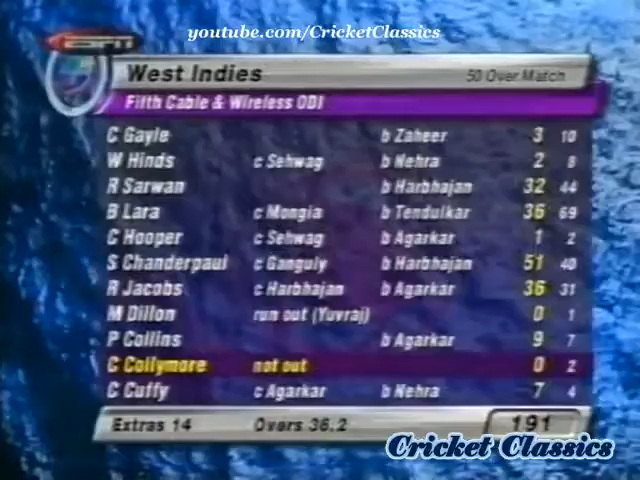 youtube.com/CricketClassics
ESPN
West Indies 50 Over Match
Fifth Cable & Wireless ODI
C Gayle b Zaheer 3 10
W Hinds c Sehwag b Nehra 2 8
R Sarwan b Harbhajan 32 44
B Lara c Mongia b Tendulkar 36 69
C Hooper c Sehwag b Agarkar 1 2
S Chanderpaul c Ganguly b Harbhajan 51 40
R Jacobs c Harbhajan b Agarkar 36 31
M Dillon run out (Yuvraj) 0 1
P Collins b Agarkar 9 7
C Collymore not out 0 2
C Cuffy c Agarkar b Nehra 7 4
Extras 14 Overs 36.2 191
Cricket Classics